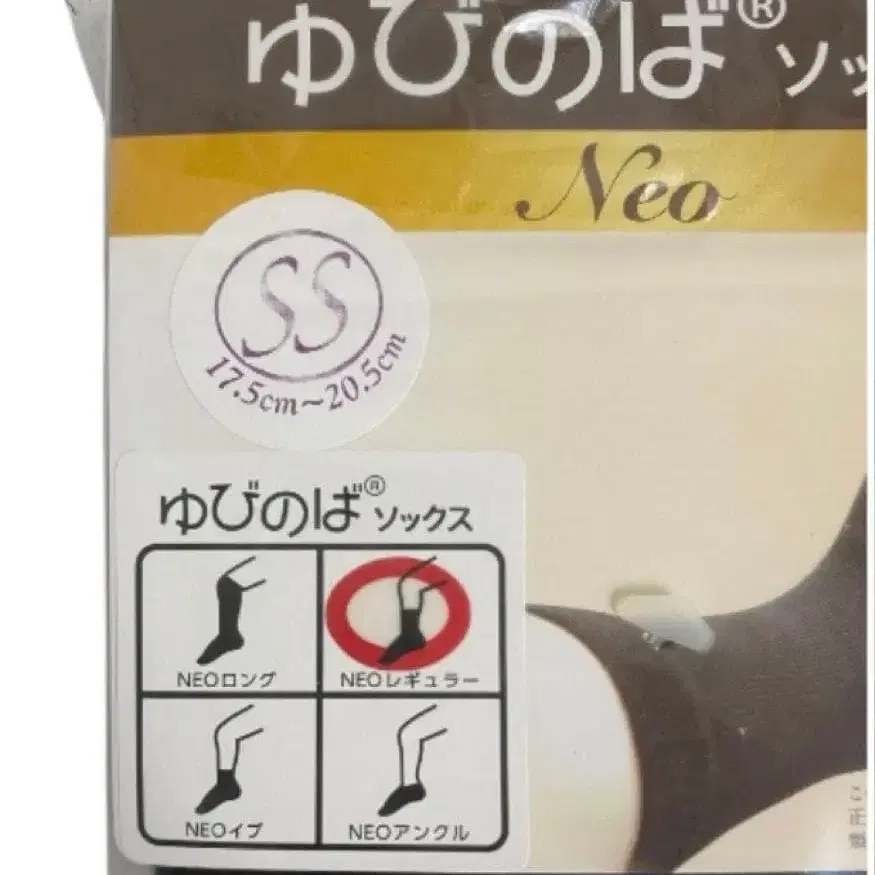 ゆびのば® ソッ
Neo
SS
17.5cm~20.5cm
ゆびのば® ソックス
NEOロング
NEOレギュラー
NEOイブ
NEOアンクル